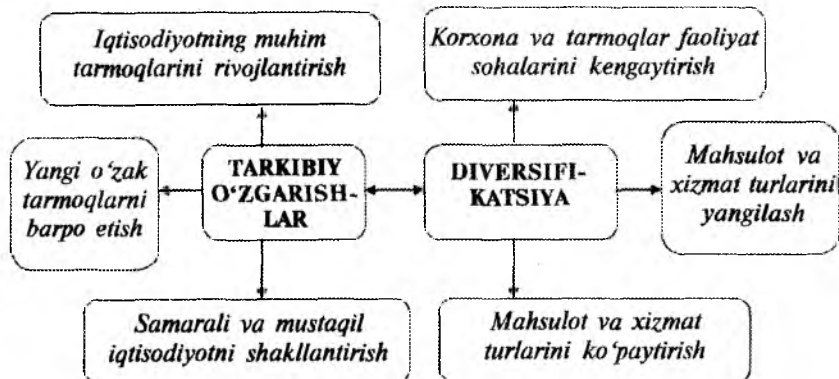 Iqtisodiyotning muhim
tarmoqlarini rivojlantirish
Korxona va tarmoqlar faoliyat
sohalarini kengaytirish
Yangi o‘zak
tarmoqlarni
barpo etish
TARKIBIY
O‘ZGARISH-
LAR
DIVERSIFI-
KATSIYA
Mahsulot va
xizmat turlarini
yangilash
Samarali va mustaqil
iqtisodiyotni shakllantirish
Mahsulot va xizmat
turlarini ko‘paytirish